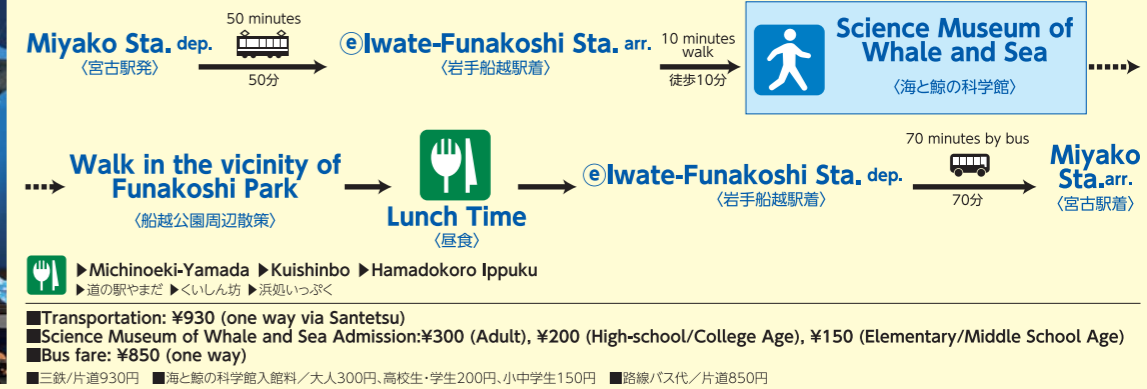 50 minutes
Miyako Sta. dep.
〈宮古駅発〉
50分
ⓔIwate-Funakoshi Sta. arr.
〈岩手船越駅着〉
10 minutes
walk
徒歩10分
Science Museum of
Whale and Sea
〈海と鯨の科学館〉
Walk in the vicinity of
Funakoshi Park
〈船越公園周辺散策〉
Lunch Time
〈昼食〉
ⓔIwate-Funakoshi Sta. dep.
〈岩手船越駅着〉
70 minutes by bus
70分
Miyako
Sta.arr.
〈宮古駅着〉
▶Michinoeki-Yamada ▶Kuishinbo ▶Hamadokoro Ippuku
▶道の駅やまだ ▶くいしん坊 ▶浜処いっぷく
■Transportation: ¥930 (one way via Santetsu)
■Science Museum of Whale and Sea Admission:¥300 (Adult), ¥200 (High-school/College Age), ¥150 (Elementary/Middle School Age)
■Bus fare: ¥850 (one way)
■三鉄/片道930円 ■海と鯨の科学館入館料／大人300円、高校生・学生200円、小中学生150円 ■路線バス代／片道850円